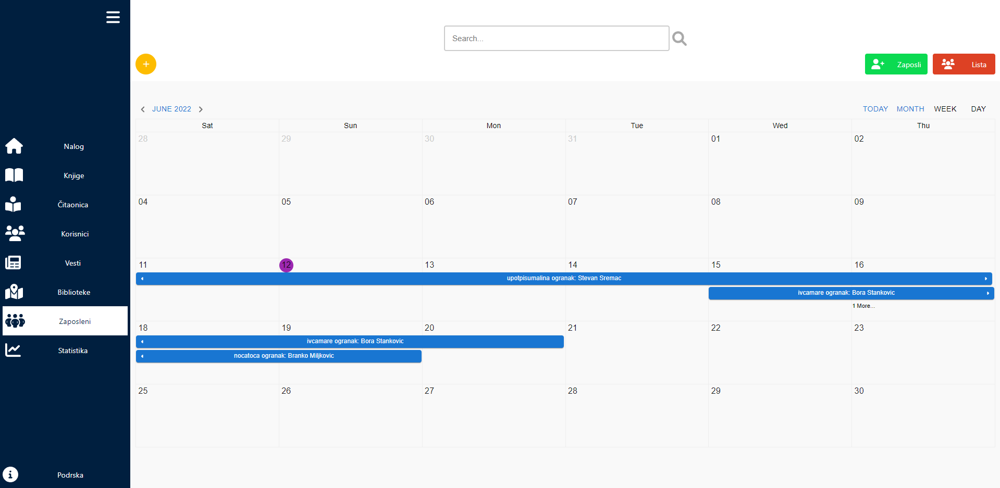 Search...
+
Zaposli
Lista
JUNE 2022
TODAY MONTH WEEK DAY
Sat Sun Mon Tue Wed Thu
28 29 30 31 01 02
04 05 06 07 08 09
11 12 13 14 15 16
upotpisumalina ogranak: Stevan Sremac
ivcamare ogranak: Bora Stankovic
1 More...
18 19 20 21 22 23
ivcamare ogranak: Bora Stankovic
nocatoca ogranak: Branko Miljkovic
25 26 27 28 29 30
Nalog
Knjige
Čitaonica
Korisnici
Vesti
Biblioteke
Zaposleni
Statistika
Podrska